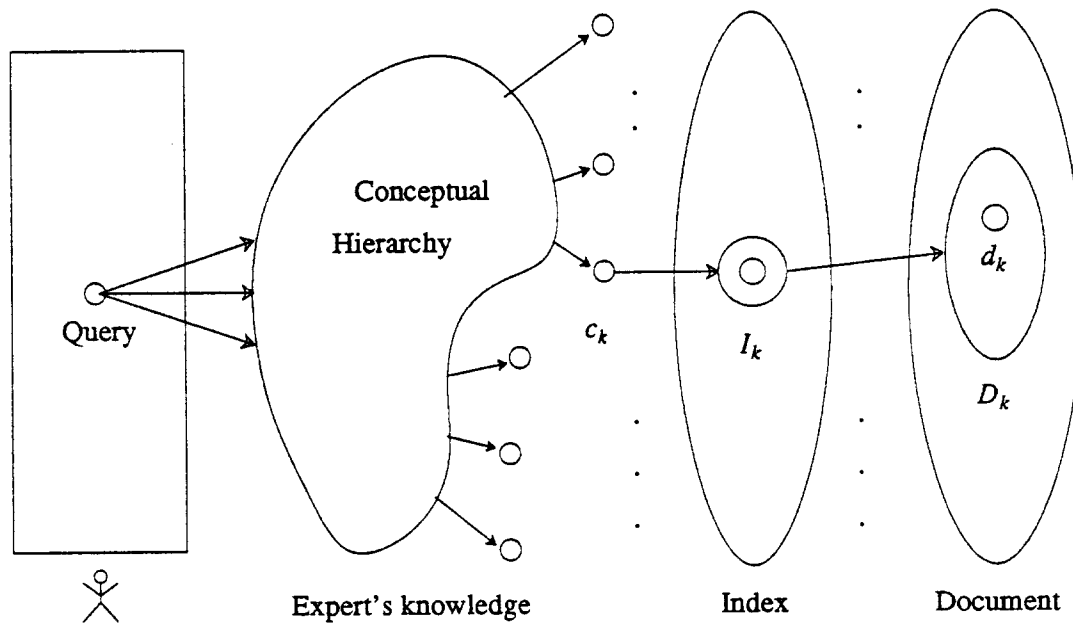 Conceptual
Hierarchy
Query
c_k
I_k
d_k
D_k
Expert's knowledge
Index
Document